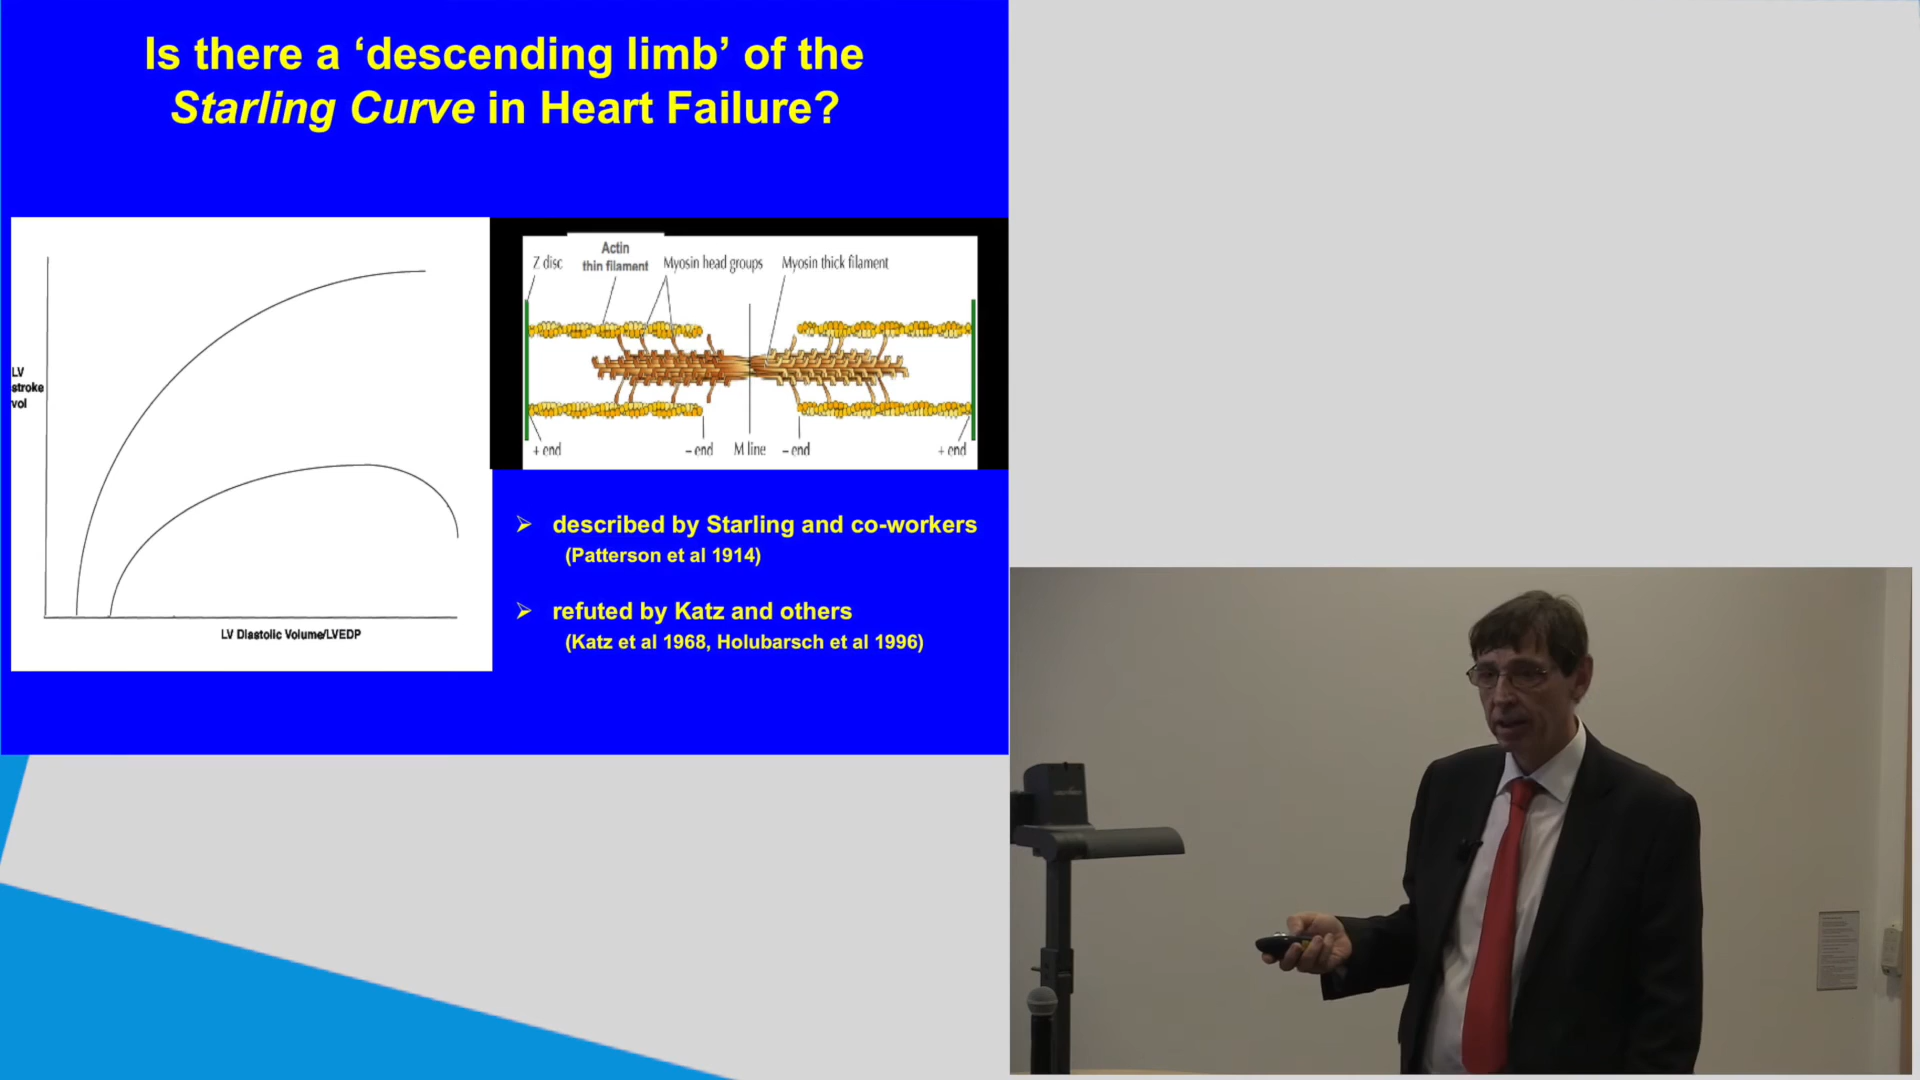 Is there a ‘descending limb’ of the
Starling Curve in Heart Failure?
LV
stroke
vol
LV Diastolic Volume/LVEDP
Actin
thin filament
Z disc
Myosin head groups
Myosin thick filament
+ end
– end
M line
– end
+ end
➢ described by Starling and co-workers
(Patterson et al 1914)
➢ refuted by Katz and others
(Katz et al 1968, Holubarsch et al 1996)